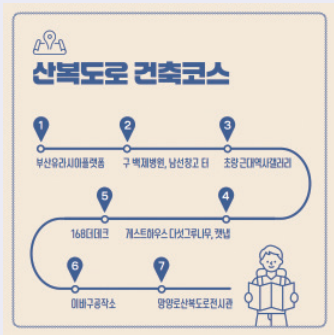 산복도로 건축코스
1 2 3
부산유라시아플랫폼 구 백제병원, 남선창고 터 초량 근대역사갤러리
5 4
168더데크 게스트하우스 다섯그루나무, 캣냅
6 7
이바구공작소 망양로산복도로전시관